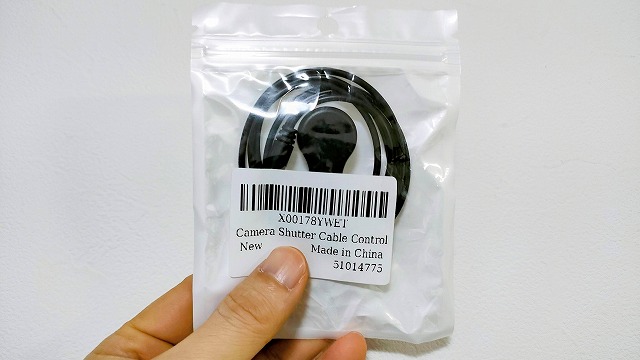 X00178YWET
Camera Shutter Cable Control
New Made in China
51014775